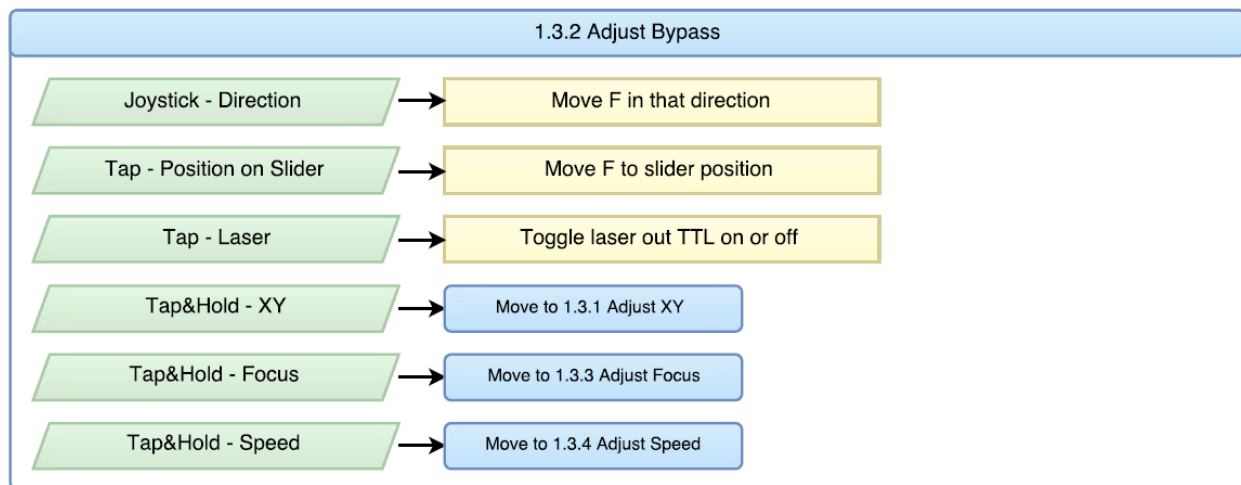 1.3.2 Adjust Bypass
Joystick - Direction
Move F in that direction
Tap - Position on Slider
Move F to slider position
Tap - Laser
Toggle laser out TTL on or off
Tap&Hold - XY
Move to 1.3.1 Adjust XY
Tap&Hold - Focus
Move to 1.3.3 Adjust Focus
Tap&Hold - Speed
Move to 1.3.4 Adjust Speed